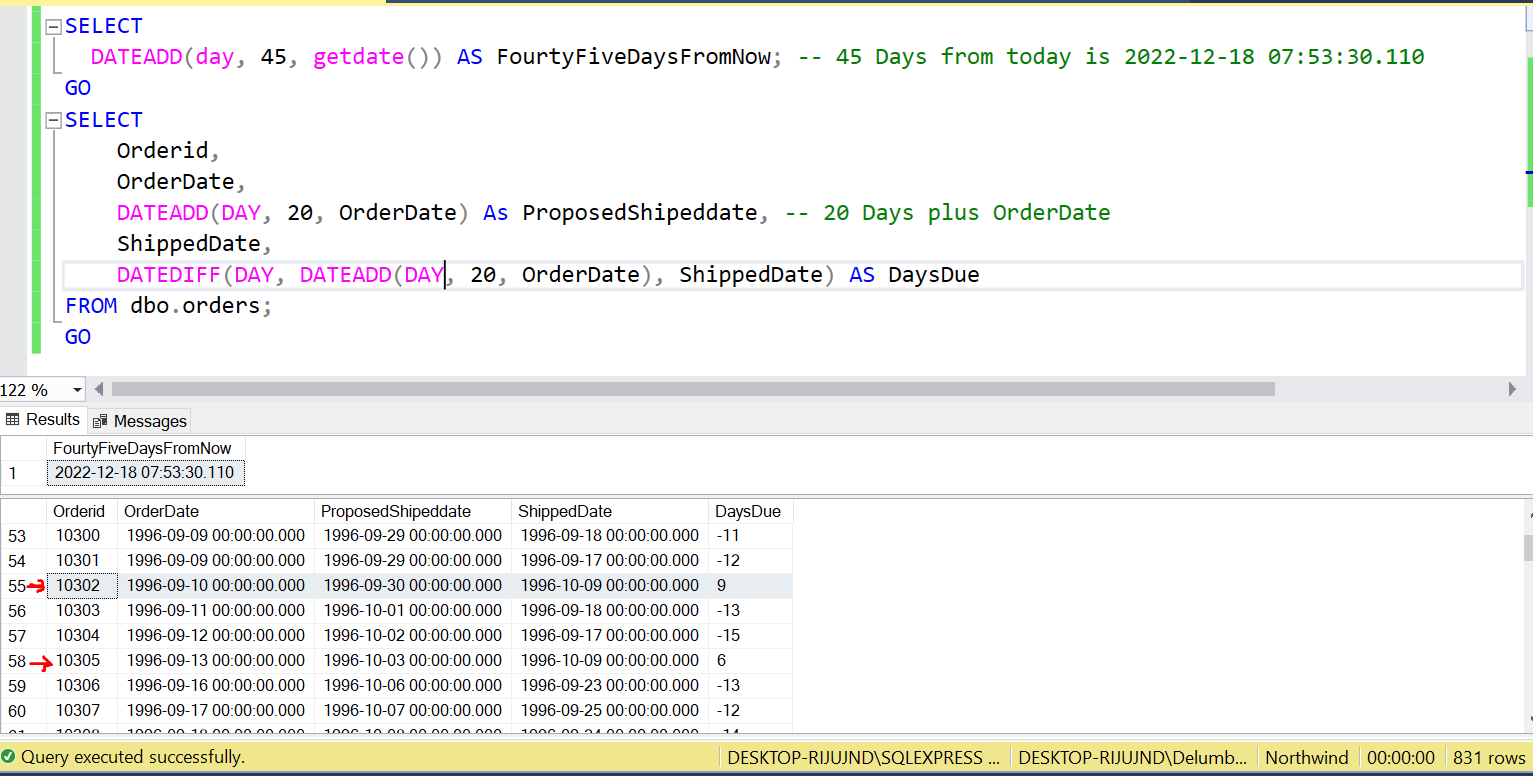 SELECT
DATEADD(day, 45, getdate()) AS FourtyFiveDaysFromNow; -- 45 Days from today is 2022-12-18 07:53:30.110
GO
SELECT
Orderid,
OrderDate,
DATEADD(DAY, 20, OrderDate) As ProposedShipeddate, -- 20 Days plus OrderDate
ShippedDate,
DATEDIFF(DAY, DATEADD(DAY, 20, OrderDate), ShippedDate) AS DaysDue
FROM dbo.orders;
GO
122 %
Results Messages
FourtyFiveDaysFromNow
1 2022-12-18 07:53:30.110
Orderid OrderDate ProposedShipeddate ShippedDate DaysDue
53 10300 1996-09-09 00:00:00.000 1996-09-29 00:00:00.000 1996-09-18 00:00:00.000 -11
54 10301 1996-09-09 00:00:00.000 1996-09-29 00:00:00.000 1996-09-17 00:00:00.000 -12
55 10302 1996-09-10 00:00:00.000 1996-09-30 00:00:00.000 1996-10-09 00:00:00.000 9
56 10303 1996-09-11 00:00:00.000 1996-10-01 00:00:00.000 1996-09-18 00:00:00.000 -13
57 10304 1996-09-12 00:00:00.000 1996-10-02 00:00:00.000 1996-09-17 00:00:00.000 -15
58 10305 1996-09-13 00:00:00.000 1996-10-03 00:00:00.000 1996-10-09 00:00:00.000 6
59 10306 1996-09-16 00:00:00.000 1996-10-06 00:00:00.000 1996-09-23 00:00:00.000 -13
60 10307 1996-09-17 00:00:00.000 1996-10-07 00:00:00.000 1996-09-25 00:00:00.000 -12
Query executed successfully. DESKTOP-RIJUJND\SQLEXPRESS ... DESKTOP-RIJUJND\Delumb... Northwind 00:00:00 831 rows